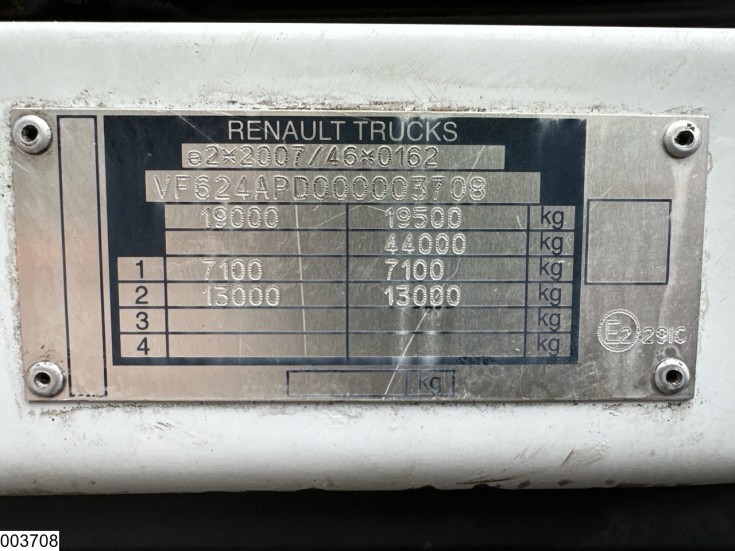 RENAULT TRUCKS
e2*2007/46*0162
VF624APD000003708
19000 19500 kg
44000 kg
1 7100 7100 kg
2 13000 13000 kg
3 kg
4 kg
kg
E2 291C
003708